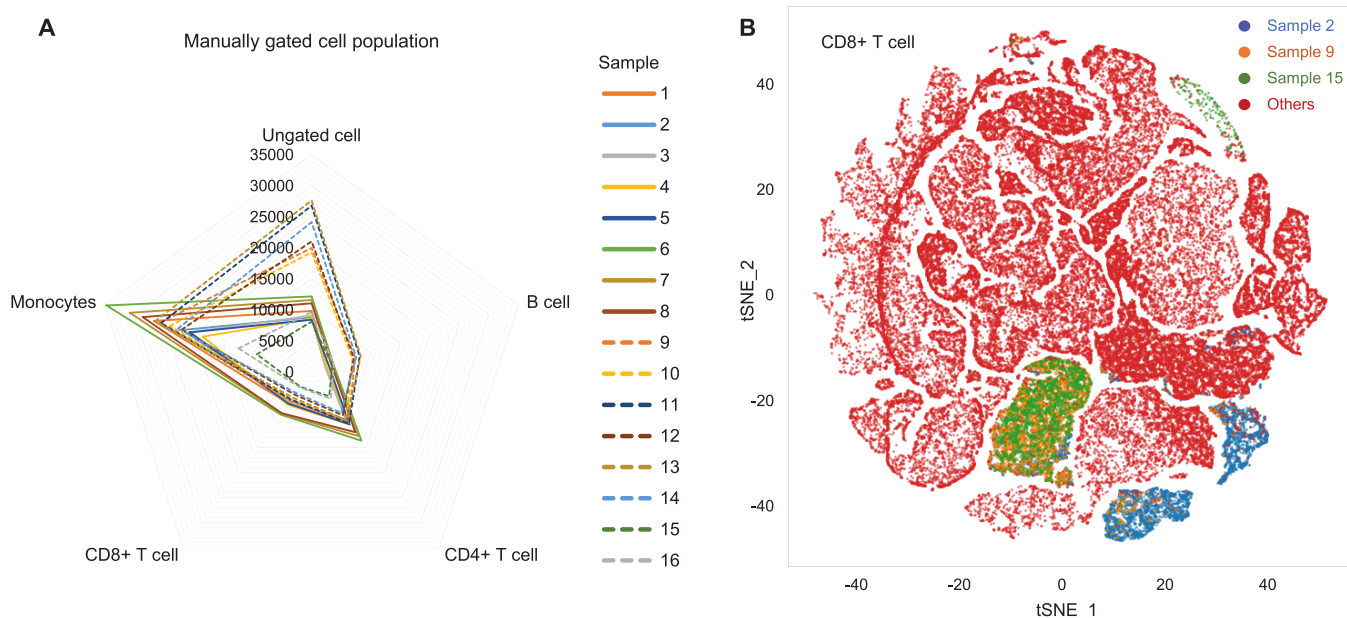 A
Manually gated cell population
Ungated cell
35000
30000
25000
20000
15000
10000
5000
0
Monocytes
B cell
CD8+ T cell
CD4+ T cell
Sample
1
2
3
4
5
6
7
8
9
10
11
12
13
14
15
16
B
CD8+ T cell
Sample 2
Sample 9
Sample 15
Others
tSNE_2
40
20
0
-20
-40
-40
-20
0
20
40
tSNE_1